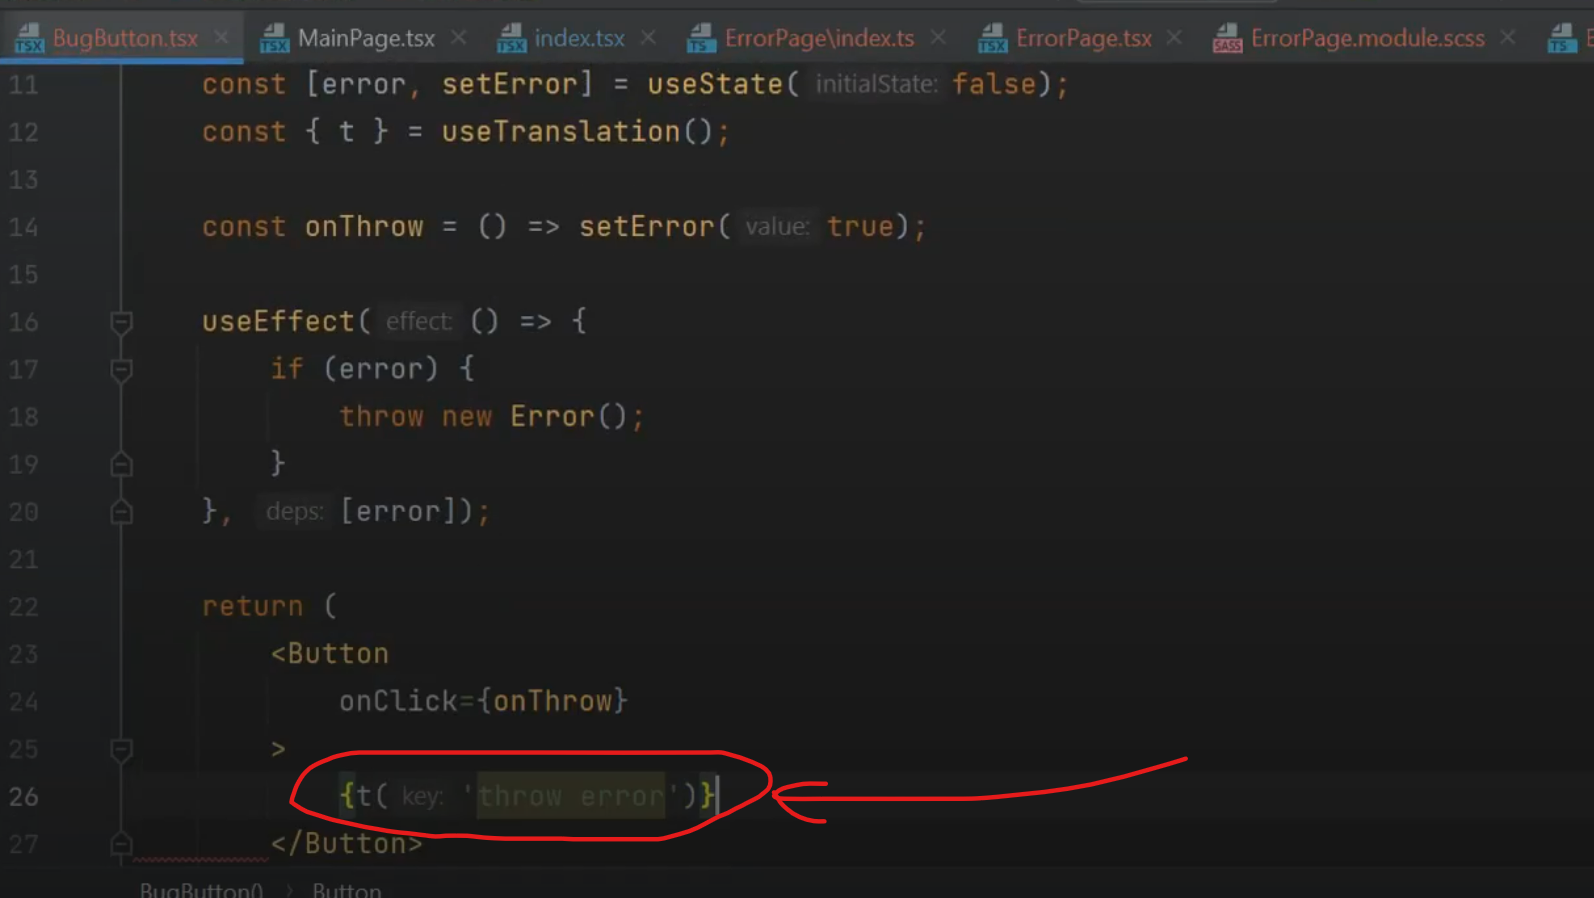 BugButton.tsx MainPage.tsx index.tsx ErrorPage\index.ts ErrorPage.tsx ErrorPage.module.scss
11 const [error, setError] = useState( initialState: false);
12 const { t } = useTranslation();
13
14 const onThrow = () => setError( value: true);
15
16 useEffect( effect: () => {
17 if (error) {
18 throw new Error();
19 }
20 }, deps: [error]);
21
22 return (
23 <Button
24 onClick={onThrow}
25 >
26 {t( key: 'throw error')}
27 </Button>
BugButton() › Button